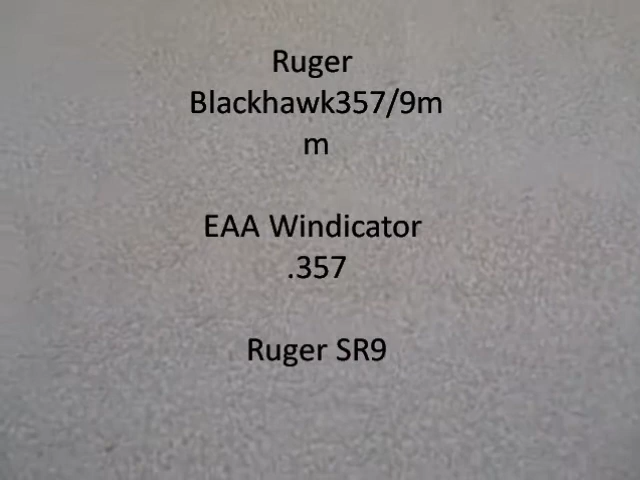 Ruger
Blackhawk357/9m
m
EAA Windicator
.357
Ruger SR9